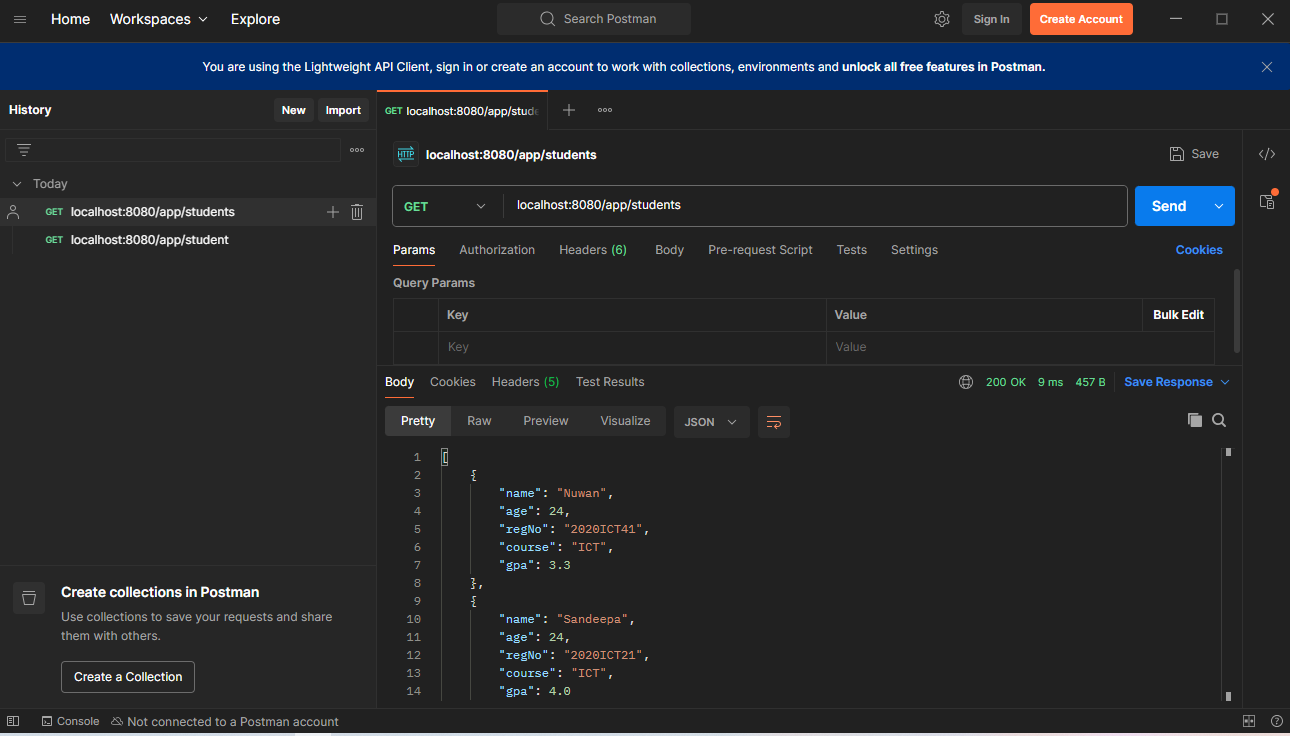 Home Workspaces Explore Search Postman Sign In Create Account
You are using the Lightweight API Client, sign in or create an account to work with collections, environments and unlock all free features in Postman.
History New Import
Today
GET localhost:8080/app/students
GET localhost:8080/app/student
Create collections in Postman
Use collections to save your requests and share
them with others.
Create a Collection
GET localhost:8080/app/stude
HTTP localhost:8080/app/students Save
GET localhost:8080/app/students Send
Params Authorization Headers (6) Body Pre-request Script Tests Settings Cookies
Query Params
Key Value Bulk Edit
Key Value
Body Cookies Headers (5) Test Results 200 OK 9 ms 457 B Save Response
Pretty Raw Preview Visualize JSON
1 [
2 {
3 "name": "Nuwan",
4 "age": 24,
5 "regNo": "2020ICT41",
6 "course": "ICT",
7 "gpa": 3.3
8 },
9 {
10 "name": "Sandeepa",
11 "age": 24,
12 "regNo": "2020ICT21",
13 "course": "ICT",
14 "gpa": 4.0
Console Not connected to a Postman account